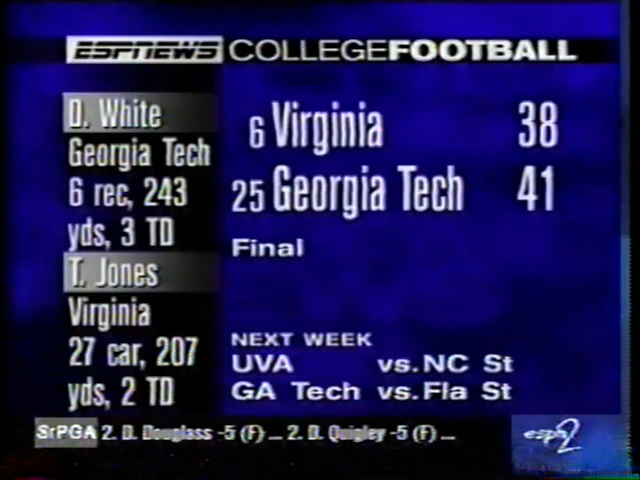 ESPNEWS COLLEGEFOOTBALL
D. White
Georgia Tech
6 rec, 243
yds, 3 TD
T. Jones
Virginia
27 car, 207
yds, 2 TD
6 Virginia 38
25 Georgia Tech 41
Final
NEXT WEEK
UVA vs. NC St
GA Tech vs. Fla St
SrPGA 2. D. Douglass -5 (F) ... 2. D. Quigley -5 (F) ...
espn2